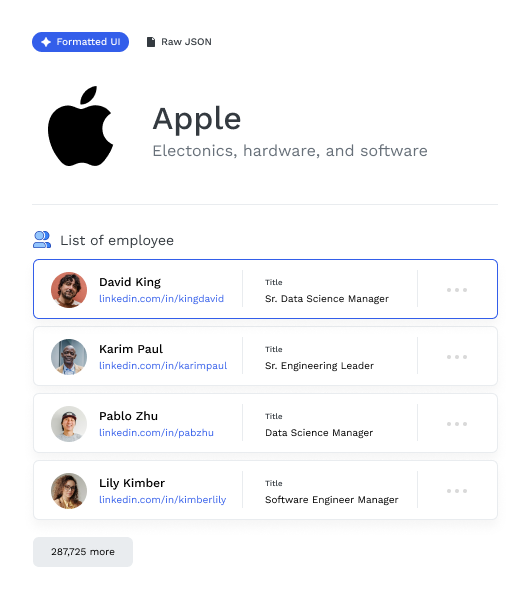 Formatted UI
Raw JSON
Apple
Electonics, hardware, and software
List of employee
David King
linkedin.com/in/kingdavid
Title
Sr. Data Science Manager
Karim Paul
linkedin.com/in/karimpaul
Title
Sr. Engineering Leader
Pablo Zhu
linkedin.com/in/pabzhu
Title
Data Science Manager
Lily Kimber
linkedin.com/in/kimberlily
Title
Software Engineer Manager
287,725 more